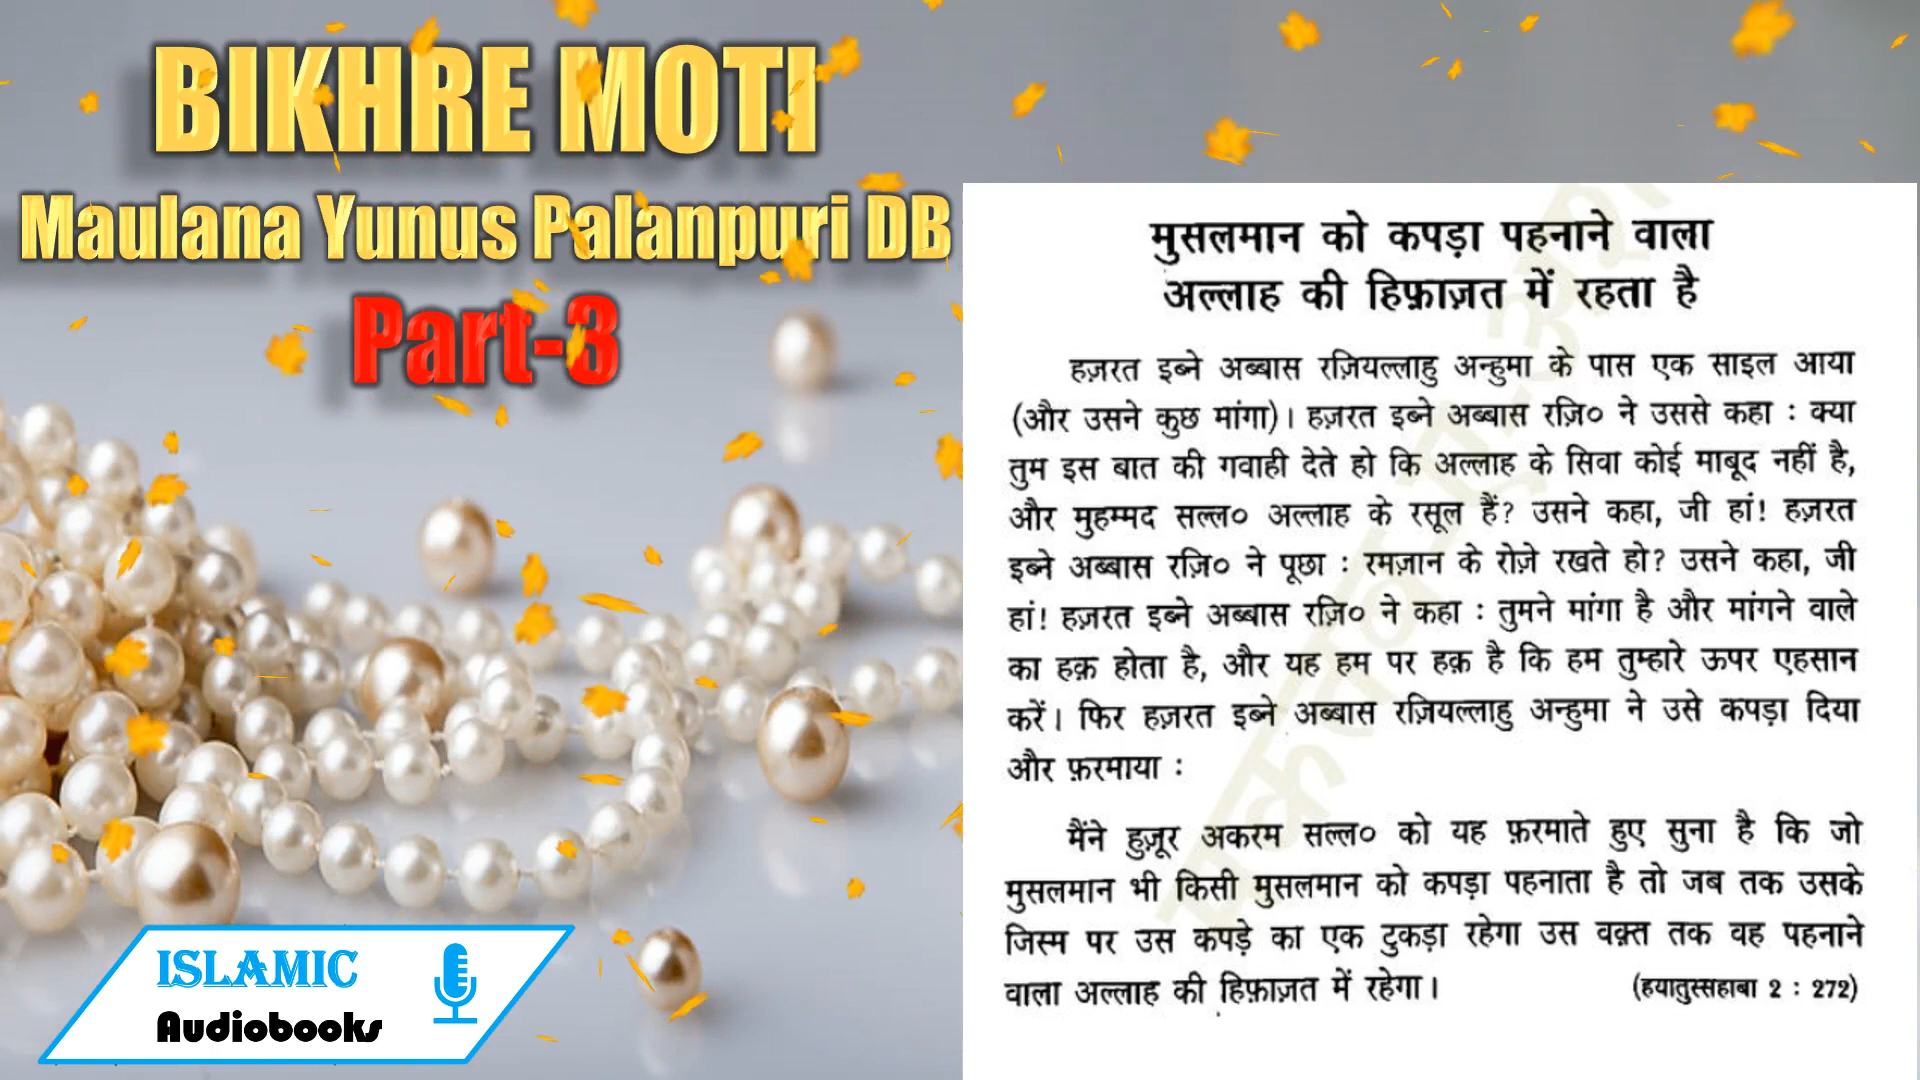 BIKHRE MOTI
Maulana Yunus Palanpuri DB
Part-3
ISLAMIC
Audiobooks
मुसलमान को कपड़ा पहनाने वाला
अल्लाह की हिफ़ाज़त में रहता है
हज़रत इब्ने अब्बास रज़ियल्लाहु अन्हुमा के पास एक साइल आया
(और उसने कुछ मांगा)। हज़रत इब्ने अब्बास रज़ि० ने उससे कहा : क्या
तुम इस बात की गवाही देते हो कि अल्लाह के सिवा कोई माबूद नहीं है,
और मुहम्मद सल्ल० अल्लाह के रसूल हैं? उसने कहा, जी हां! हज़रत
इब्ने अब्बास रज़ि० ने पूछा : रमज़ान के रोज़े रखते हो? उसने कहा, जी
हां! हज़रत इब्ने अब्बास रज़ि० ने कहा : तुमने मांगा है और मांगने वाले
का हक़ होता है, और यह हम पर हक़ है कि हम तुम्हारे ऊपर एहसान
करें। फिर हज़रत इब्ने अब्बास रज़ियल्लाहु अन्हुमा ने उसे कपड़ा दिया
और फ़रमाया :
मैंने हुज़ूर अकरम सल्ल० को यह फ़रमाते हुए सुना है कि जो
मुसलमान भी किसी मुसलमान को कपड़ा पहनाता है तो जब तक उसके
जिस्म पर उस कपड़े का एक टुकड़ा रहेगा उस वक़्त तक वह पहनाने
वाला अल्लाह की हिफ़ाज़त में रहेगा। (हयातुस्सहाबा 2 : 272)